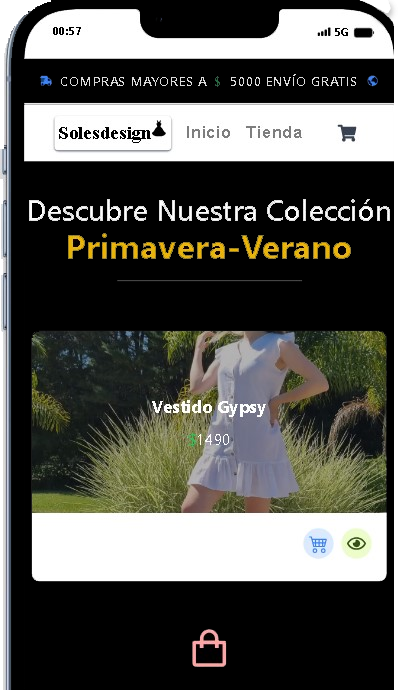 00:57 5G
COMPRAS MAYORES A $ 5000 ENVÍO GRATIS
Solesdesign Inicio Tienda
Descubre Nuestra Colección
Primavera-Verano
Vestido Gypsy
$1490